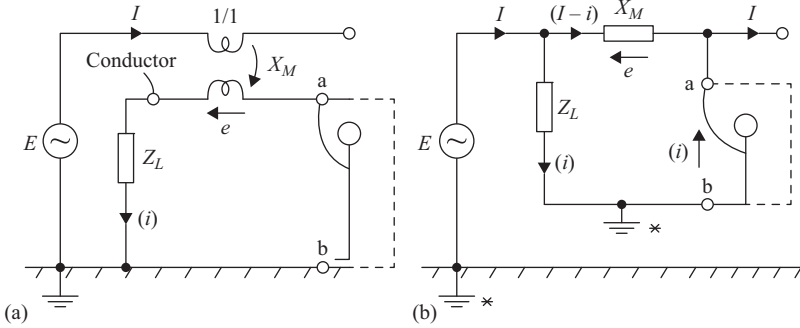 I
1/1
X_M
Conductor
a
e
E
~
Z_L
(i)
b
(a)
I
(I – i)
X_M
I
e
a
Z_L
E
~
(i)
(i)
b
*
*
(b)